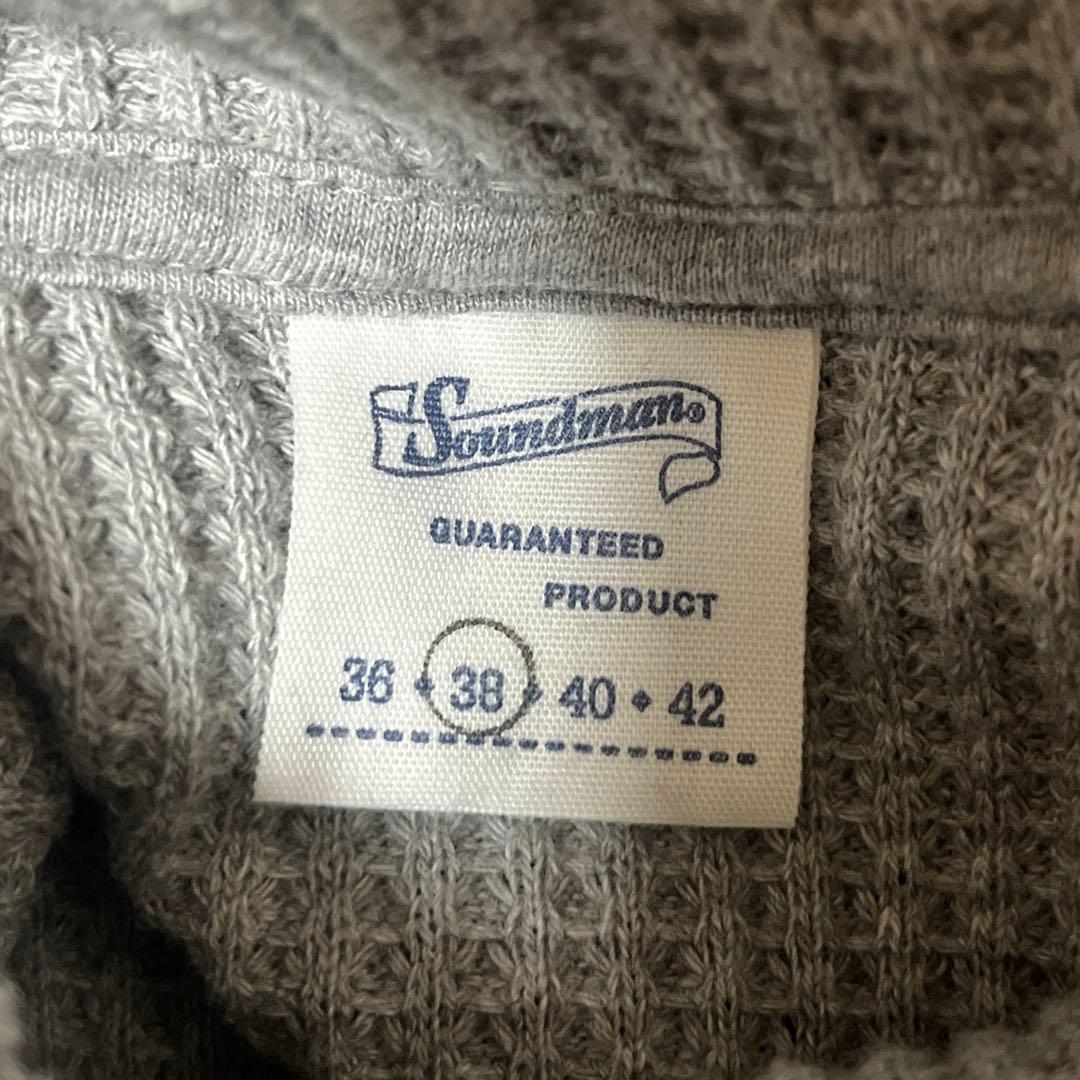 Soundman®
GUARANTEED
PRODUCT
36 ◆ 38 ◆ 40 ◆ 42